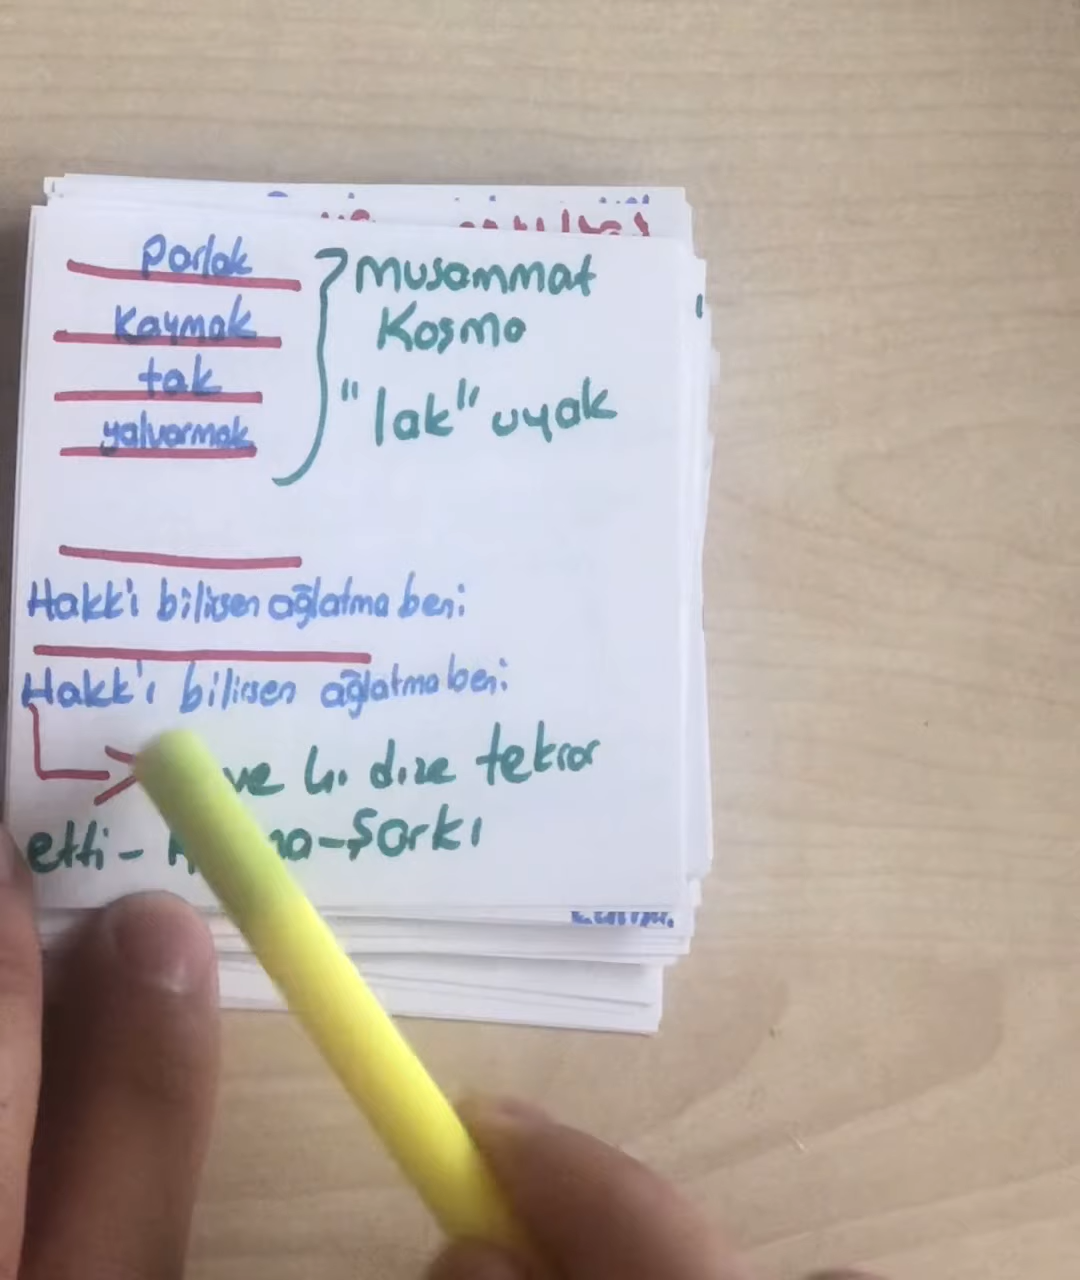 Parlak
Kaymak
tak
yalvarmak
Musammat
Koşma
"lak" uyak
Hakk'ı bilirsen ağlatma beni
Hakk'ı bilirsen ağlatma beni
ve 4. dize tekrar
etti - Şarkı